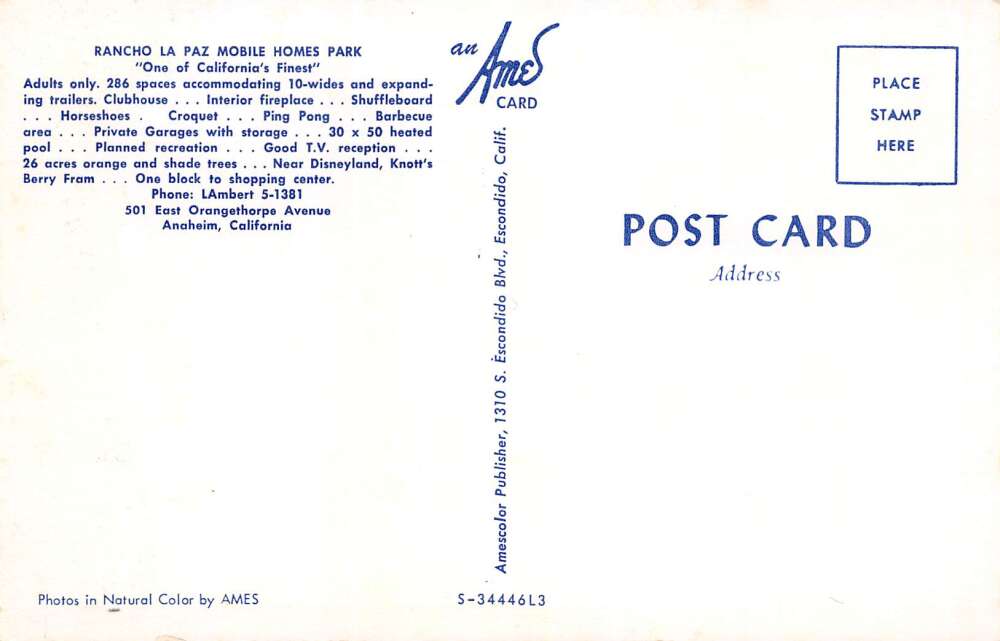 RANCHO LA PAZ MOBILE HOMES PARK
"One of California's Finest"
Adults only. 286 spaces accommodating 10-wides and expand-
ing trailers. Clubhouse . . . Interior fireplace . . . Shuffleboard
. . . Horseshoes . Croquet . . . Ping Pong . . . Barbecue
area . . . Private Garages with storage . . . 30 x 50 heated
pool . . . Planned recreation . . . Good T.V. reception . . .
26 acres orange and shade trees . . . Near Disneyland, Knott's
Berry Fram . . . One block to shopping center.
Phone: LAmbert 5-1381
501 East Orangethorpe Avenue
Anaheim, California
Photos in Natural Color by AMES
an
Ames
CARD
Amescolor Publisher, 1310 S. Escondido Blvd., Escondido, Calif.
S-34446L3
PLACE
STAMP
HERE
POST CARD
Address